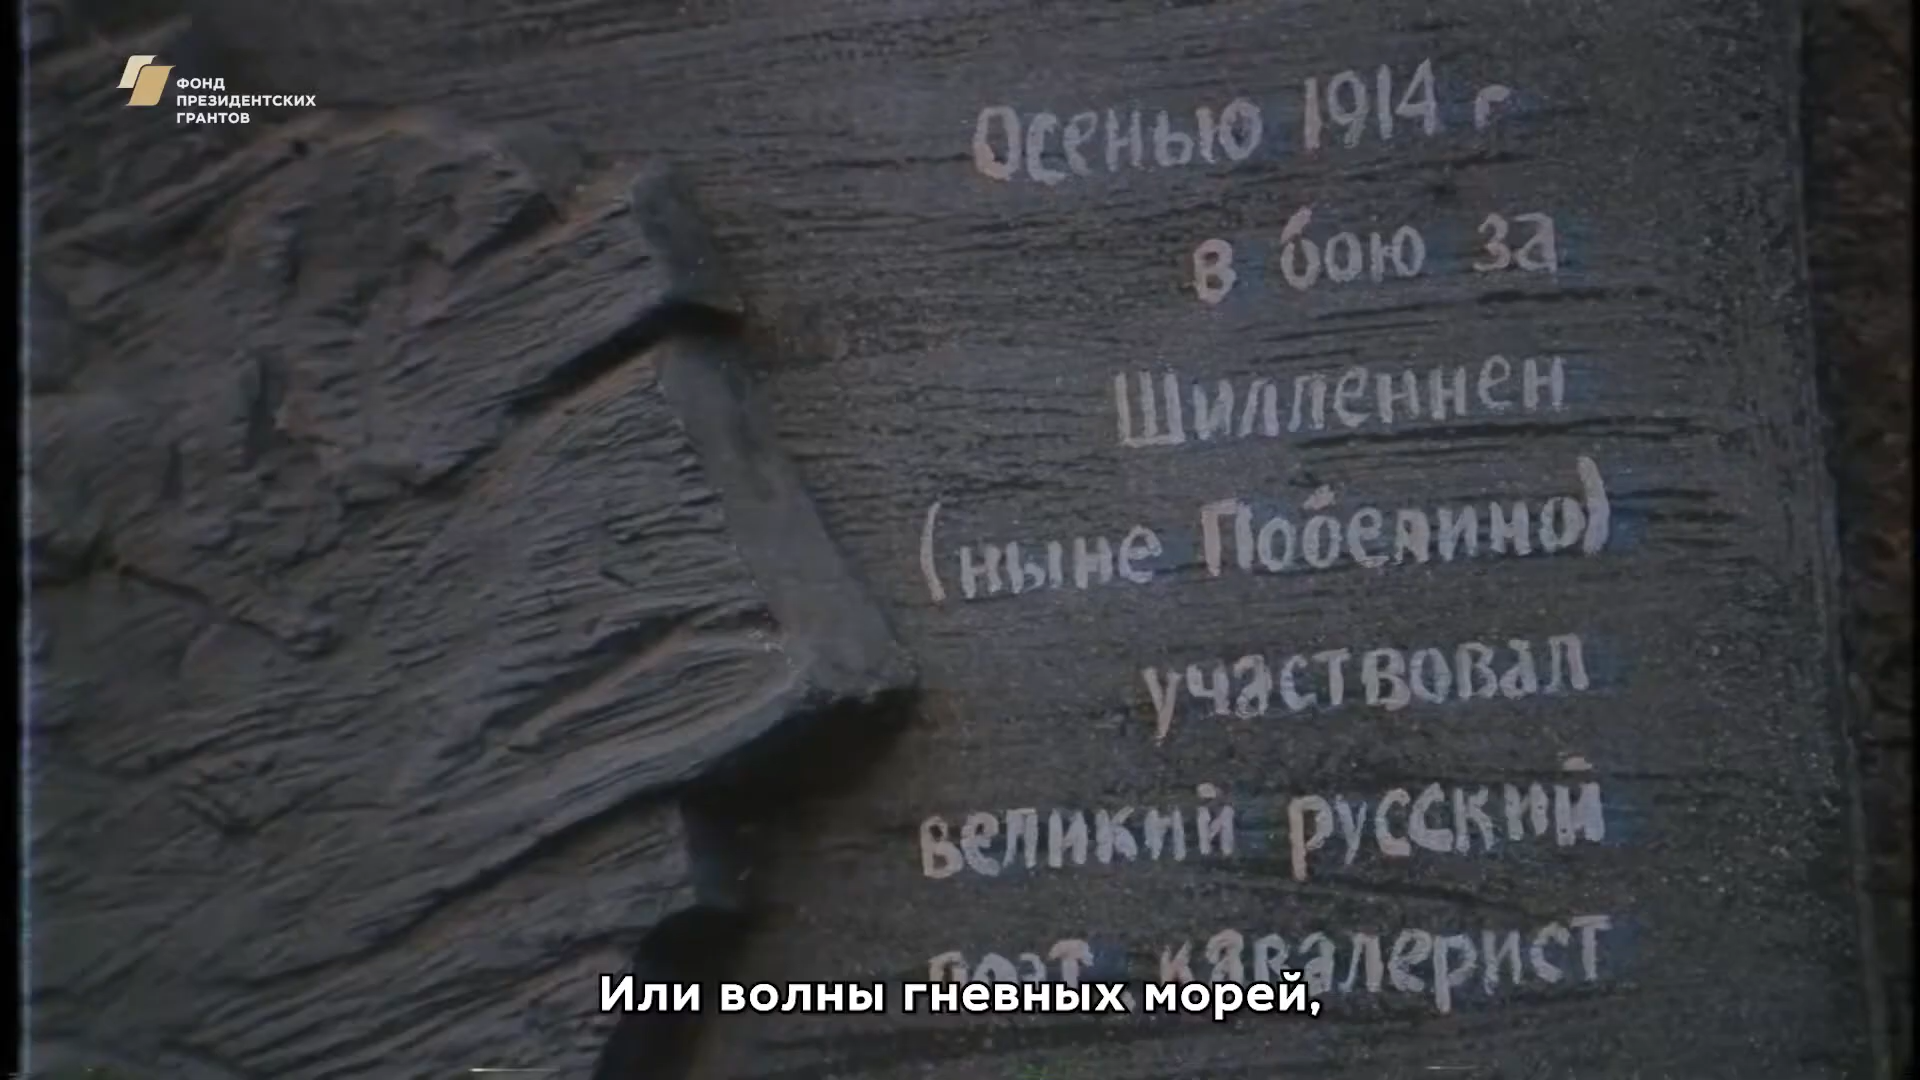 ФОНД
ПРЕЗИДЕНТСКИХ
ГРАНТОВ
Осенью 1914 г
в бою за
Шилленнен
(ныне Победино)
участвовал
великий русский
поэт кавалерист
Или волны гневных морей,